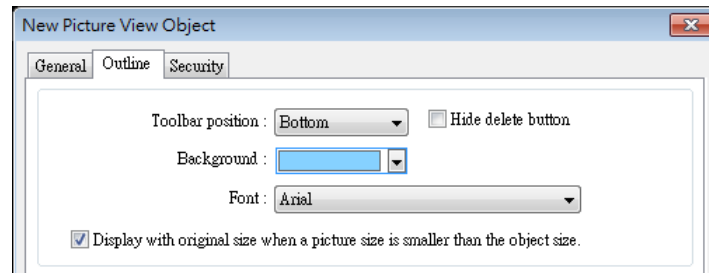 New Picture View Object
General Outline Security
Toolbar position : Bottom Hide delete button
Background :
Font : Arial
Display with original size when a picture size is smaller than the object size.